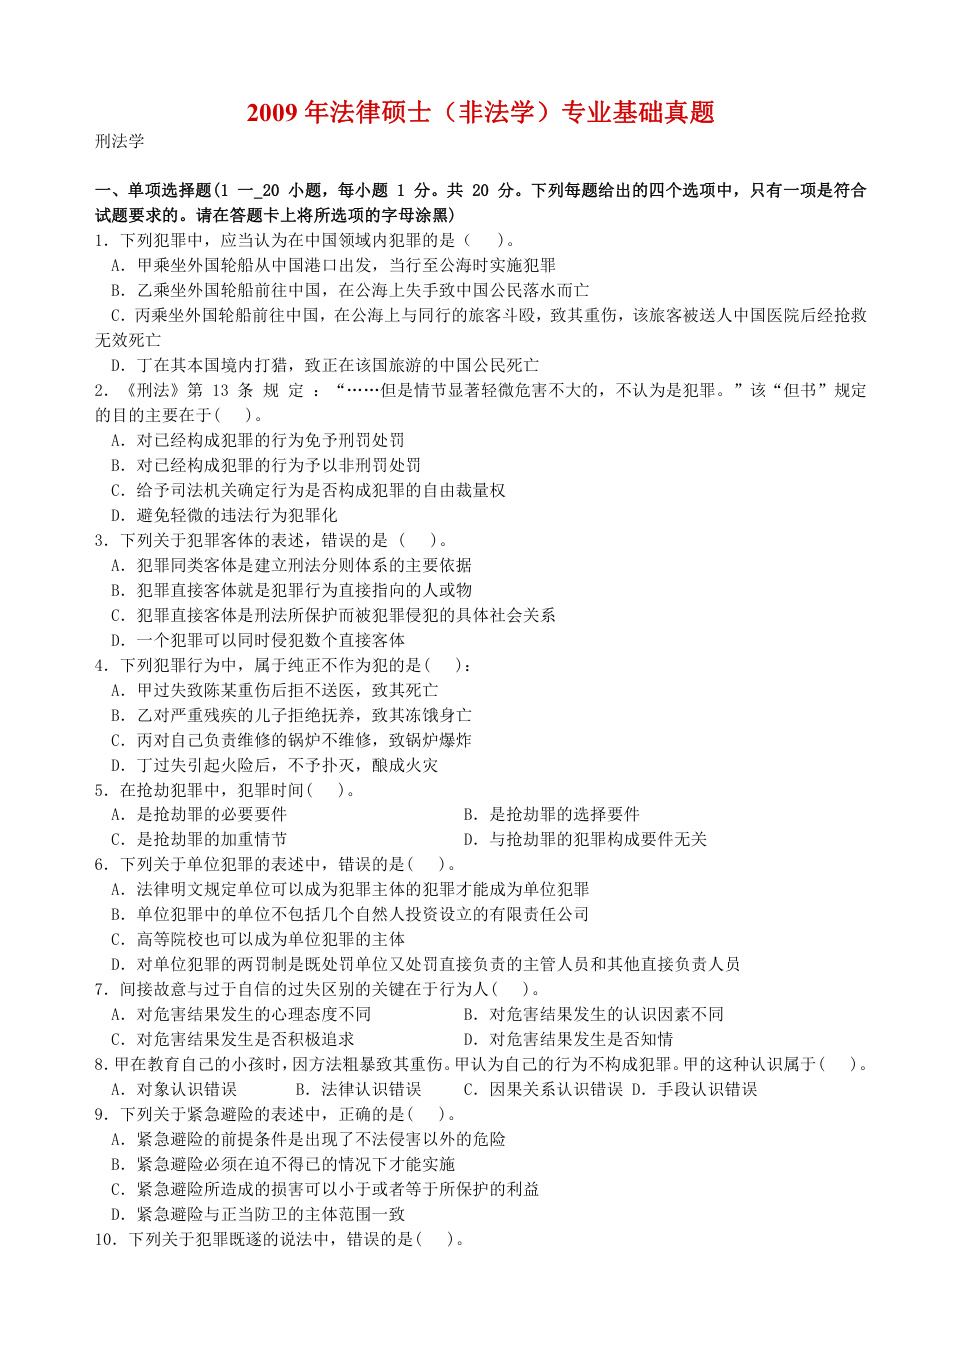 2009 年法律硕士（非法学）专业基础真题
刑法学
一、单项选择题(1 一_20 小题，每小题 1 分。共 20 分。下列每题给出的四个选项中，只有一项是符合
试题要求的。请在答题卡上将所选项的字母涂黑)
1．下列犯罪中，应当认为在中国领域内犯罪的是（ )。
A．甲乘坐外国轮船从中国港口出发，当行至公海时实施犯罪
B．乙乘坐外国轮船前往中国，在公海上失手致中国公民落水而亡
C．丙乘坐外国轮船前往中国，在公海上与同行的旅客斗殴，致其重伤，该旅客被送人中国医院后经抢救
无效死亡
D．丁在其本国境内打猎，致正在该国旅游的中国公民死亡
2．《刑法》第 13 条 规 定 ：“……但是情节显著轻微危害不大的，不认为是犯罪。”该“但书”规定
的目的主要在于( )。
A．对已经构成犯罪的行为免予刑罚处罚
B．对已经构成犯罪的行为予以非刑罚处罚
C．给予司法机关确定行为是否构成犯罪的自由裁量权
D．避免轻微的违法行为犯罪化
3．下列关于犯罪客体的表述，错误的是 ( )。
A．犯罪同类客体是建立刑法分则体系的主要依据
B．犯罪直接客体就是犯罪行为直接指向的人或物
C．犯罪直接客体是刑法所保护而被犯罪侵犯的具体社会关系
D．一个犯罪可以同时侵犯数个直接客体
4．下列犯罪行为中，属于纯正不作为犯的是( )：
A．甲过失致陈某重伤后拒不送医，致其死亡
B．乙对严重残疾的儿子拒绝抚养，致其冻饿身亡
C．丙对自己负责维修的锅炉不维修，致锅炉爆炸
D．丁过失引起火险后，不予扑灭，酿成火灾
5．在抢劫犯罪中，犯罪时间( )。
A．是抢劫罪的必要要件 B．是抢劫罪的选择要件
C．是抢劫罪的加重情节 D．与抢劫罪的犯罪构成要件无关
6．下列关于单位犯罪的表述中，错误的是( )。
A．法律明文规定单位可以成为犯罪主体的犯罪才能成为单位犯罪
B．单位犯罪中的单位不包括几个自然人投资设立的有限责任公司
C．高等院校也可以成为单位犯罪的主体
D．对单位犯罪的两罚制是既处罚单位又处罚直接负责的主管人员和其他直接负责人员
7．间接故意与过于自信的过失区别的关键在于行为人( )。
A．对危害结果发生的心理态度不同 B．对危害结果发生的认识因素不同
C．对危害结果发生是否积极追求 D．对危害结果发生是否知情
8．甲在教育自己的小孩时，因方法粗暴致其重伤。甲认为自己的行为不构成犯罪。甲的这种认识属于( )。
A．对象认识错误 B．法律认识错误 C．因果关系认识错误 D．手段认识错误
9．下列关于紧急避险的表述中，正确的是( )。
A．紧急避险的前提条件是出现了不法侵害以外的危险
B．紧急避险必须在迫不得已的情况下才能实施
C．紧急避险所造成的损害可以小于或者等于所保护的利益
D．紧急避险与正当防卫的主体范围一致
10．下列关于犯罪既遂的说法中，错误的是( )。